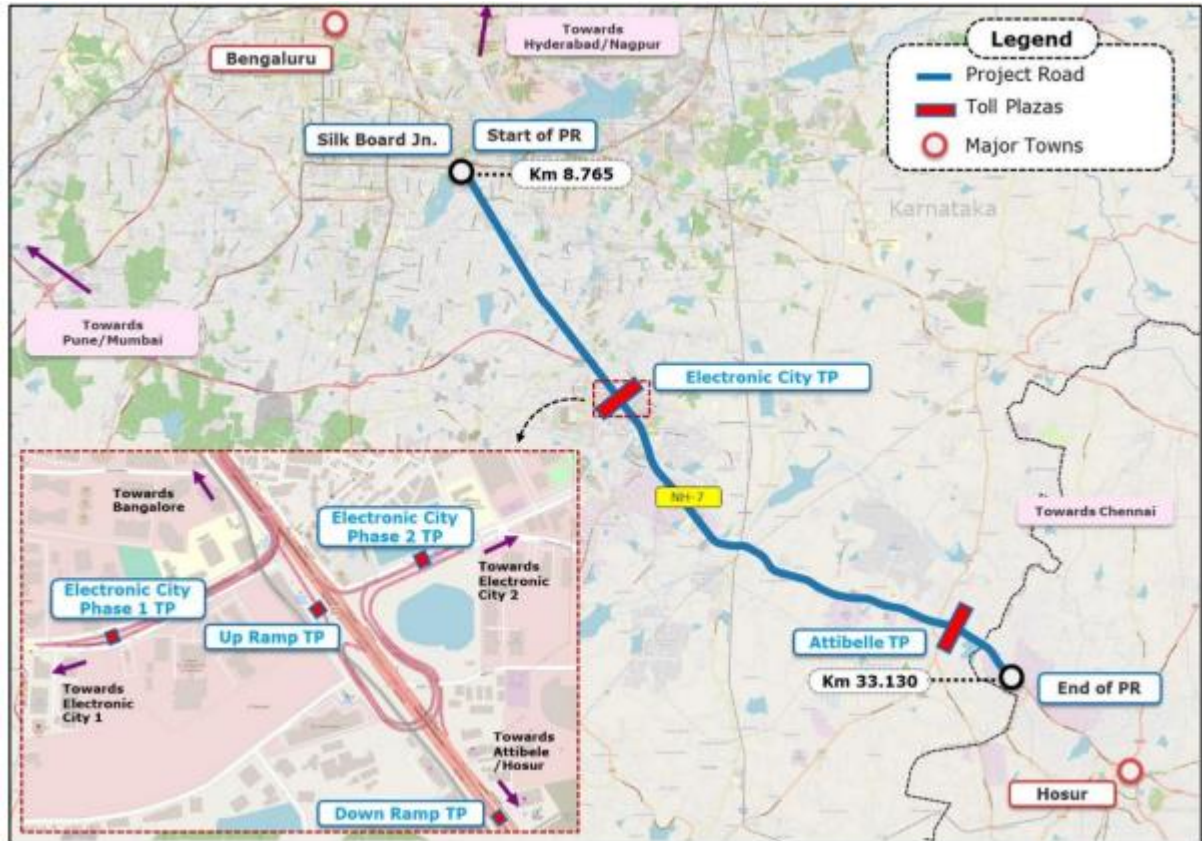 Towards
Hyderabad/Nagpur
Bengaluru
Legend
Project Road
Toll Plazas
Major Towns
Silk Board Jn.
Start of PR
Km 8.765
Karnataka
Towards
Pune/Mumbai
Electronic City TP
NH-7
Towards Chennai
Attibelle TP
Km 33.130
End of PR
Hosur
Towards
Bangalore
Electronic City
Phase 2 TP
Towards
Electronic
City 2
Electronic City
Phase 1 TP
Up Ramp TP
Towards
Electronic
City 1
Towards
Attibele
/Hosur
Down Ramp TP